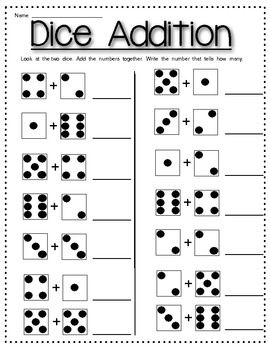 Name
Dice Addition
Look at the two dice. Add the numbers together. Write the number that tells how many.
+ +
+ +
+ +
+ +
+ +
+ +
+ +